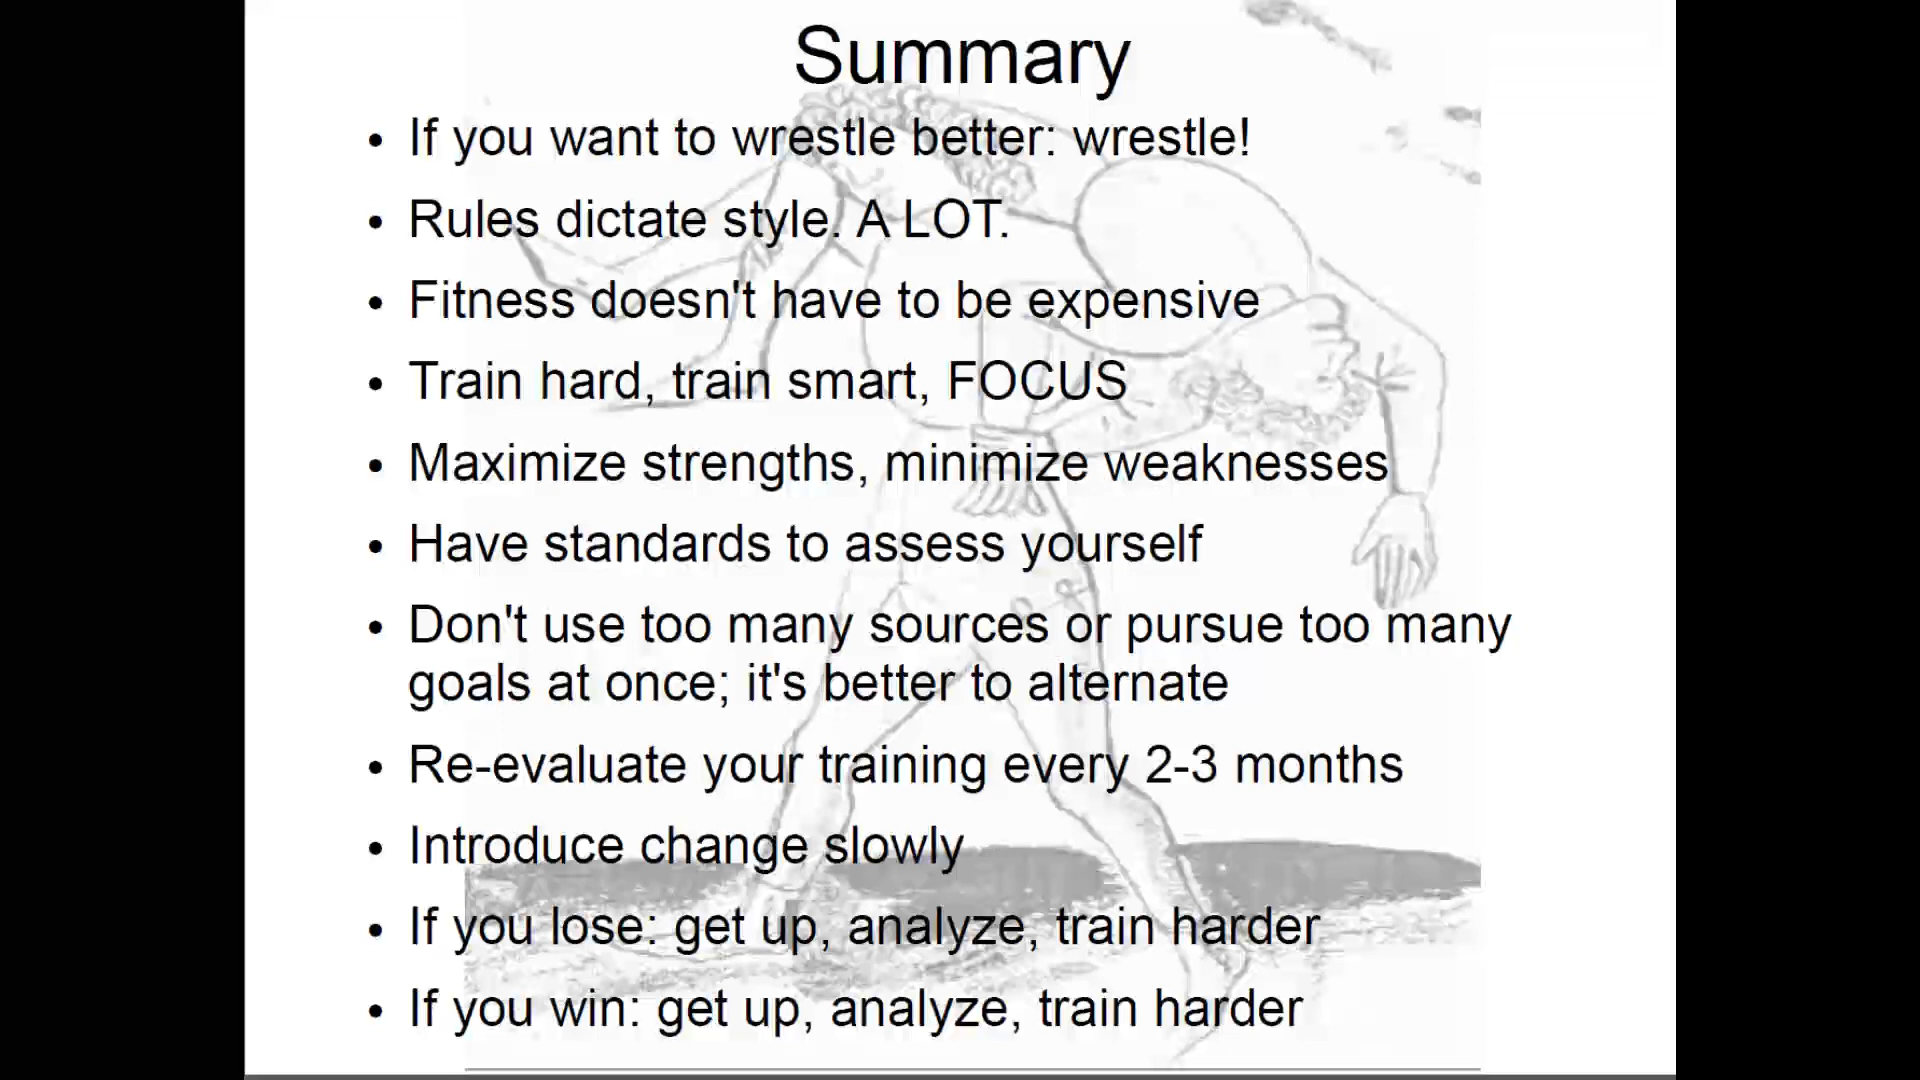 Summary
• If you want to wrestle better: wrestle!
• Rules dictate style. A LOT.
• Fitness doesn't have to be expensive
• Train hard, train smart, FOCUS
• Maximize strengths, minimize weaknesses
• Have standards to assess yourself
• Don't use too many sources or pursue too many
goals at once; it's better to alternate
• Re-evaluate your training every 2-3 months
• Introduce change slowly
• If you lose: get up, analyze, train harder
• If you win: get up, analyze, train harder